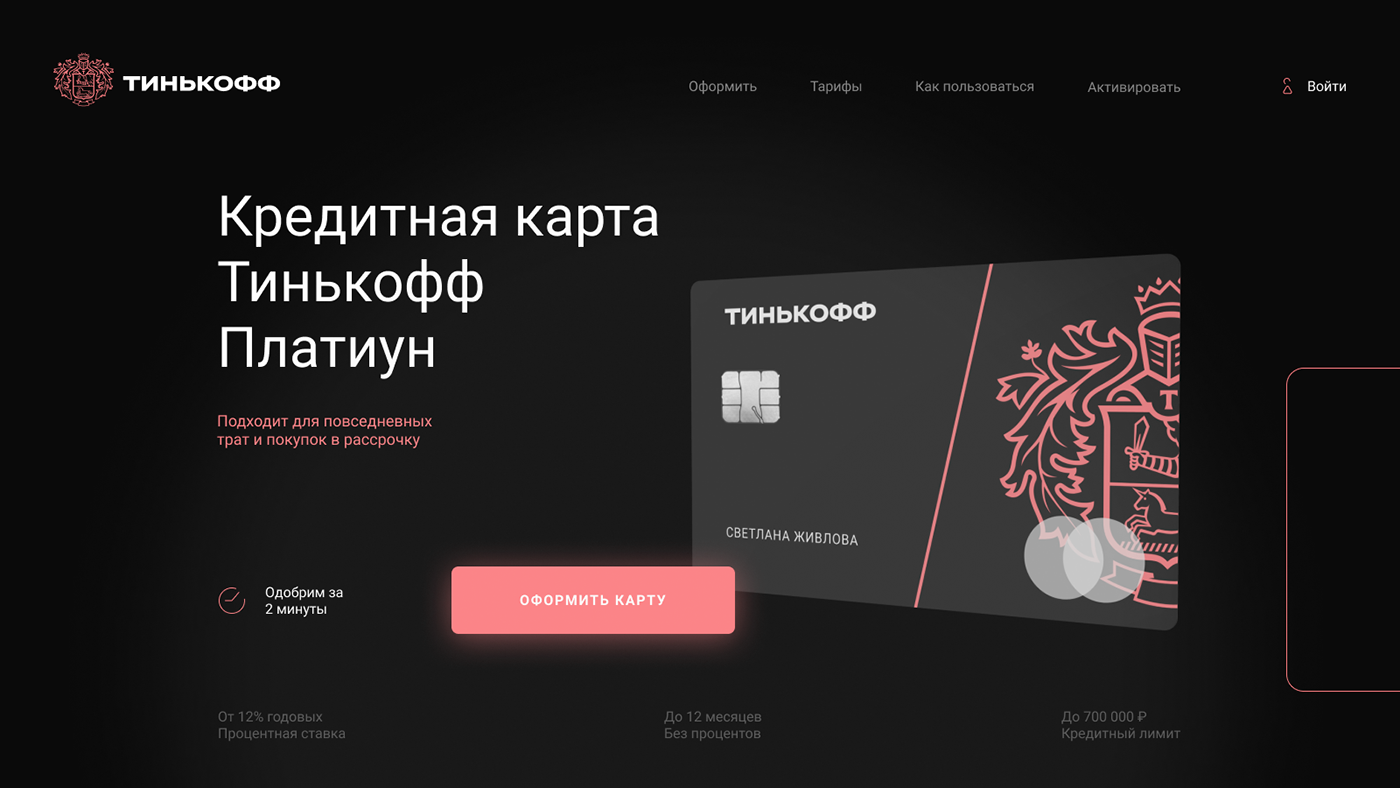 ТИНЬКОФФ
Оформить
Тарифы
Как пользоваться
Активировать
Войти
Кредитная карта
Тинькофф
Платиун
Подходит для повседневных
трат и покупок в рассрочку
ТИНЬКОФФ
Т
СВЕТЛАНА ЖИВЛОВА
Одобрим за
2 минуты
ОФОРМИТЬ КАРТУ
От 12% годовых
Процентная ставка
До 12 месяцев
Без процентов
До 700 000 ₽
Кредитный лимит